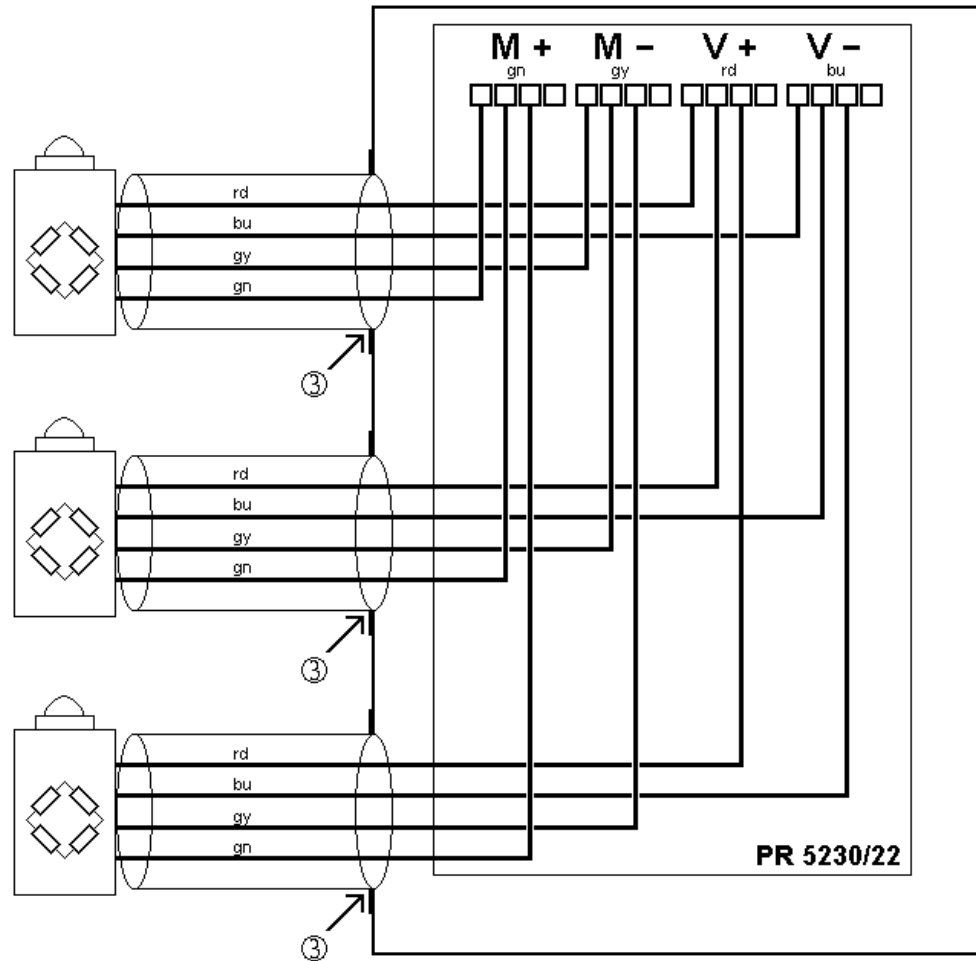 M + M – V + V –
gn gy rd bu
rd
bu
gy
gn
③
rd
bu
gy
gn
③
rd
bu
gy
gn
PR 5230/22
③